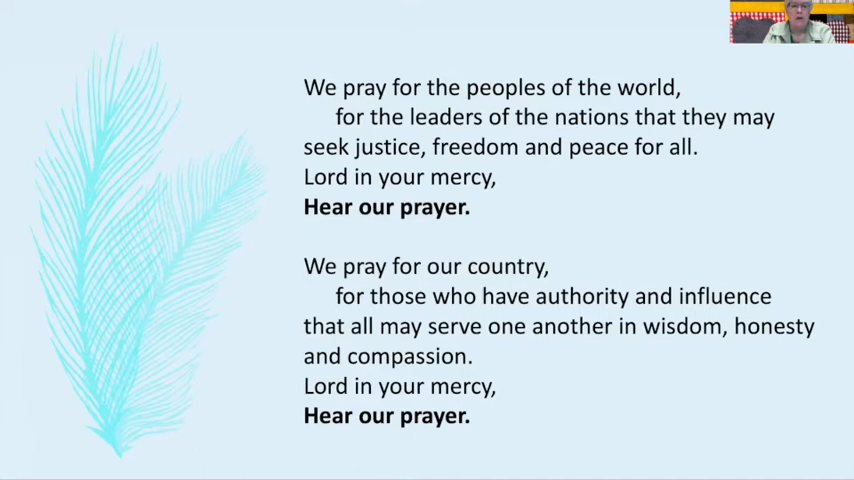 We pray for the peoples of the world,
for the leaders of the nations that they may
seek justice, freedom and peace for all.
Lord in your mercy,
Hear our prayer.
We pray for our country,
for those who have authority and influence
that all may serve one another in wisdom, honesty
and compassion.
Lord in your mercy,
Hear our prayer.